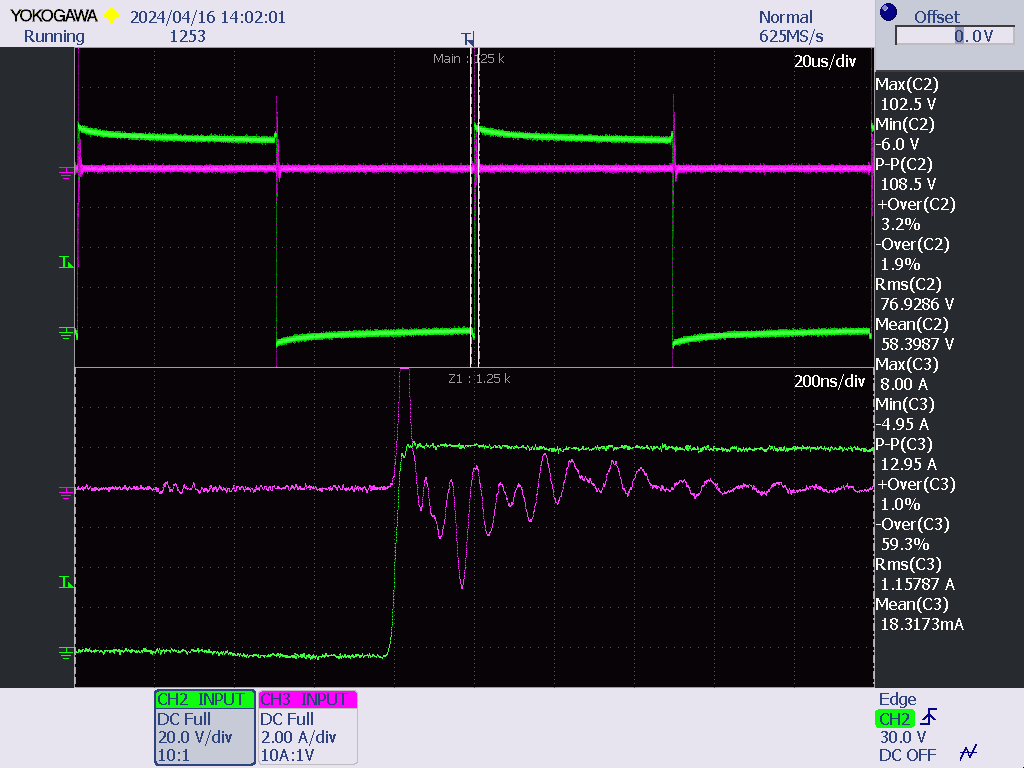 YOKOGAWA 2024/04/16 14:02:01
Running 1253
Normal
625MS/s
Offset
0.0V
T
Main : 125 k
20us/div
Max(C2)
102.5 V
Min(C2)
-6.0 V
P-P(C2)
108.5 V
+Over(C2)
3.2%
-Over(C2)
1.9%
Rms(C2)
76.9286 V
Mean(C2)
58.3987 V
Max(C3)
8.00 A
Min(C3)
-4.95 A
P-P(C3)
12.95 A
+Over(C3)
1.0%
-Over(C3)
59.3%
Rms(C3)
1.15787 A
Mean(C3)
18.3173mA
T
Z1 : 1.25 k
200ns/div
T
CH2 INPUT
DC Full
20.0 V/div
10:1
CH3 INPUT
DC Full
2.00 A/div
10A:1V
Edge
CH2
30.0 V
DC OFF